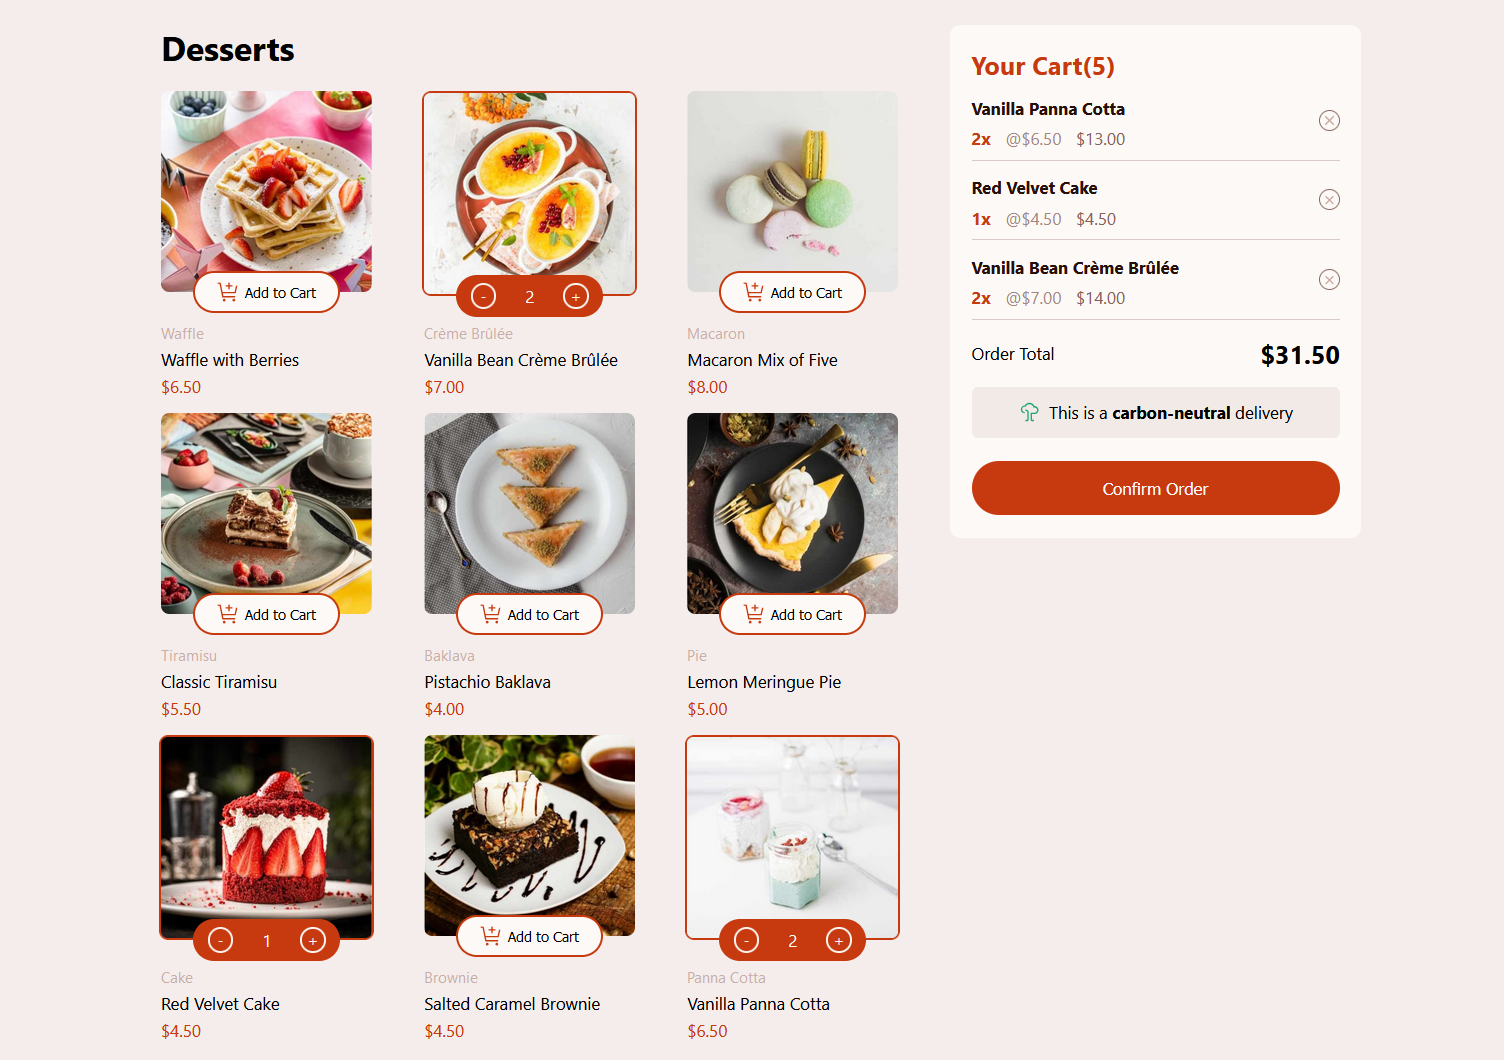 Desserts
Add to Cart
- 2 +
Add to Cart
Waffle
Crème Brûlée
Macaron
Waffle with Berries
Vanilla Bean Crème Brûlée
Macaron Mix of Five
$6.50
$7.00
$8.00
Add to Cart
Add to Cart
Add to Cart
Tiramisu
Baklava
Pie
Classic Tiramisu
Pistachio Baklava
Lemon Meringue Pie
$5.50
$4.00
$5.00
- 1 +
Add to Cart
- 2 +
Cake
Brownie
Panna Cotta
Red Velvet Cake
Salted Caramel Brownie
Vanilla Panna Cotta
$4.50
$4.50
$6.50
Your Cart(5)
Vanilla Panna Cotta
2x @$6.50 $13.00
Red Velvet Cake
1x @$4.50 $4.50
Vanilla Bean Crème Brûlée
2x @$7.00 $14.00
Order Total $31.50
This is a carbon-neutral delivery
Confirm Order